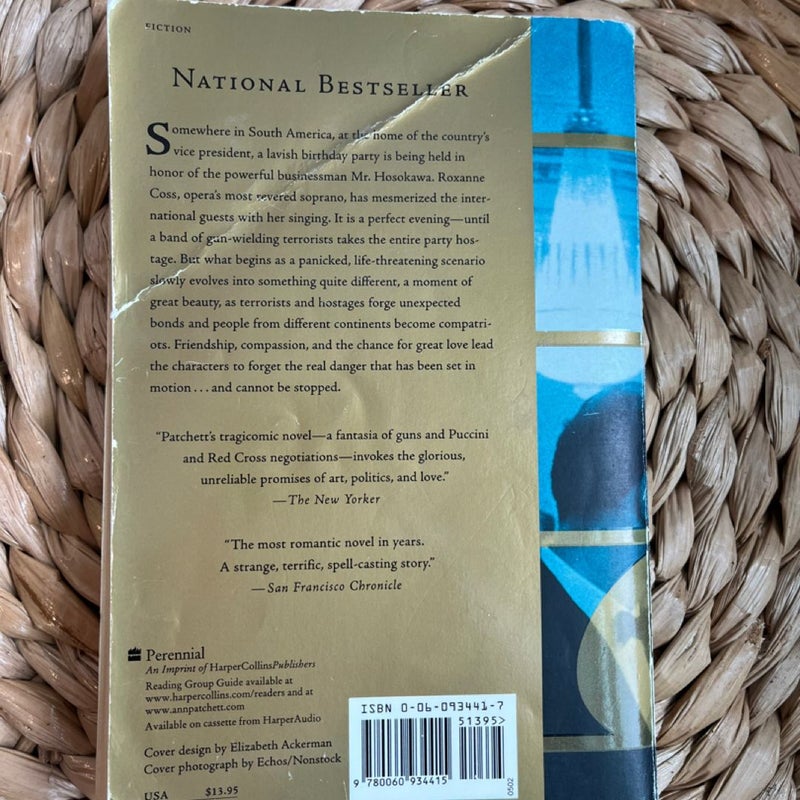 FICTION
NATIONAL BESTSELLER
Somewhere in South America, at the home of the country's
vice president, a lavish birthday party is being held in
honor of the powerful businessman Mr. Hosokawa. Roxanne
Coss, opera's most revered soprano, has mesmerized the inter-
national guests with her singing. It is a perfect evening—until
a band of gun-wielding terrorists takes the entire party hos-
tage. But what begins as a panicked, life-threatening scenario
slowly evolves into something quite different, a moment of
great beauty, as terrorists and hostages forge unexpected
bonds and people from different continents become compatri-
ots. Friendship, compassion, and the chance for great love lead
the characters to forget the real danger that has been set in
motion . . . and cannot be stopped.
"Patchett's tragicomic novel—a fantasia of guns and Puccini
and Red Cross negotiations—invokes the glorious,
unreliable promises of art, politics, and love."
—The New Yorker
"The most romantic novel in years.
A strange, terrific, spell-casting story."
—San Francisco Chronicle
Perennial
An Imprint of HarperCollinsPublishers
Reading Group Guide available at
www.harpercollins.com/readers and at
www.annpatchett.com
Available on cassette from HarperAudio
Cover design by Elizabeth Ackerman
Cover photograph by Echos/Nonstock
USA $13.95
ISBN 0-06-093441-7
51395>
9 780060 934415
0502